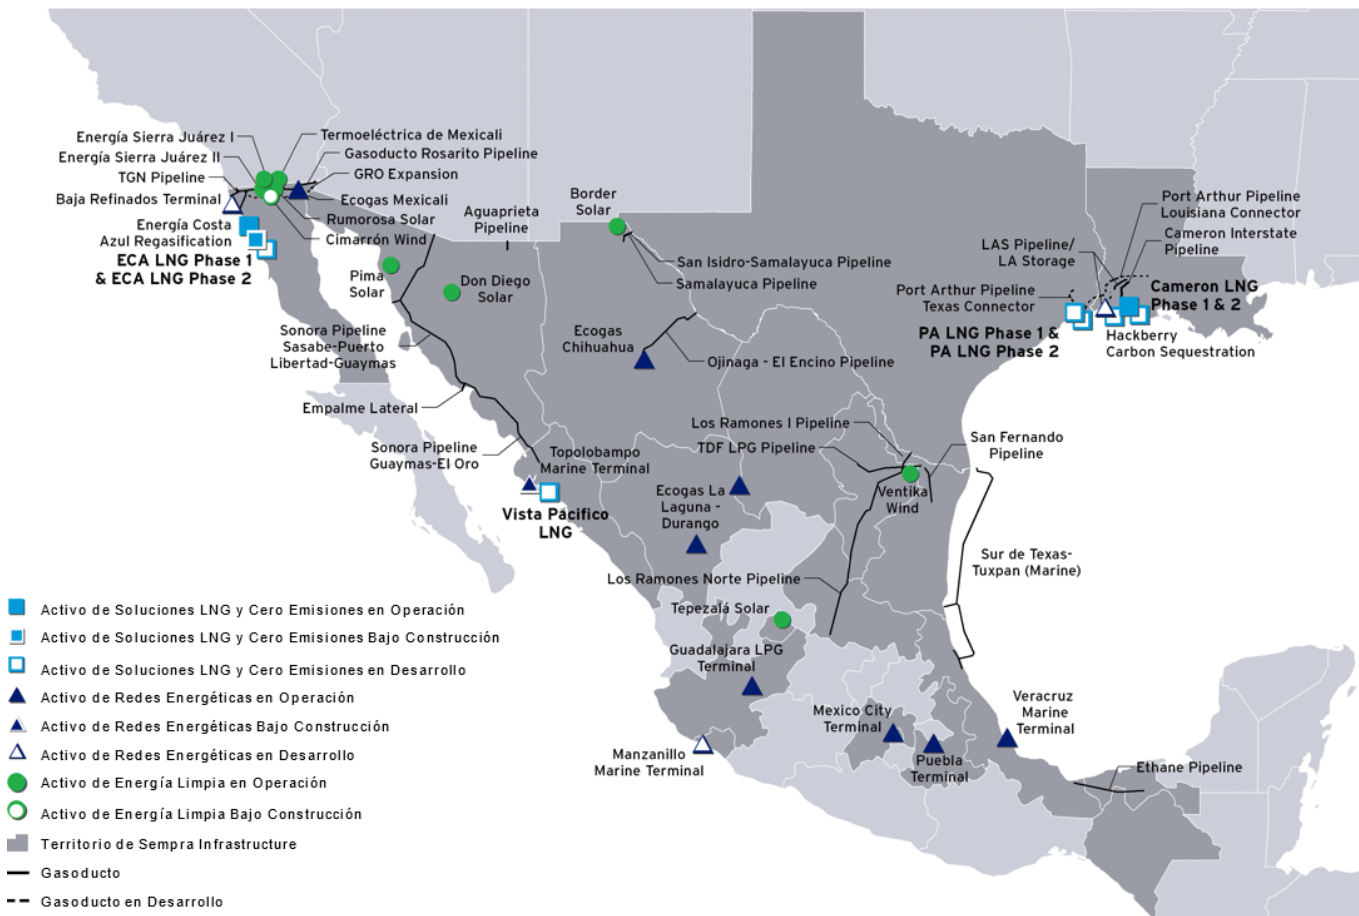 Energía Sierra Juárez I
Termoeléctrica de Mexicali
Energía Sierra Juárez II
Gasoducto Rosarito Pipeline
TGN Pipeline
GRO Expansion
Baja Refinados Terminal
Ecogas Mexicali
Rumorosa Solar
Cimarrón Wind
Energía Costa
Azul Regasification
ECA LNG Phase 1
& ECA LNG Phase 2
Aguaprieta
Pipeline
Border
Solar
Pima
Solar
Don Diego
Solar
San Isidro-Samalayuca Pipeline
Samalayuca Pipeline
Port Arthur Pipeline
Louisiana Connector
Cameron Interstate
Pipeline
LAS Pipeline/
LA Storage
Port Arthur Pipeline
Texas Connector
Cameron LNG
Phase 1 & 2
PA LNG Phase 1 &
PA LNG Phase 2
Hackberry
Carbon Sequestration
Sonora Pipeline
Sasabe-Puerto
Libertad-Guaymas
Ecogas
Chihuahua
Ojinaga - El Encino Pipeline
Empalme Lateral
Los Ramones I Pipeline
TDF LPG Pipeline
San Fernando
Pipeline
Sonora Pipeline
Guaymas-El Oro
Topolobampo
Marine Terminal
Vista Pacifico
LNG
Ecogas La
Laguna -
Durango
Ventika
Wind
Sur de Texas-
Tuxpan (Marine)
Los Ramones Norte Pipeline
Tepezalá Solar
Guadalajara LPG
Terminal
Manzanillo
Marine Terminal
Mexico City
Terminal
Puebla
Terminal
Veracruz
Marine
Terminal
Ethane Pipeline
Activo de Soluciones LNG y Cero Emisiones en Operación
Activo de Soluciones LNG y Cero Emisiones Bajo Construcción
Activo de Soluciones LNG y Cero Emisiones en Desarrollo
Activo de Redes Energéticas en Operación
Activo de Redes Energéticas Bajo Construcción
Activo de Redes Energéticas en Desarrollo
Activo de Energía Limpia en Operación
Activo de Energía Limpia Bajo Construcción
Territorio de Sempra Infrastructure
Gasoducto
Gasoducto en Desarrollo